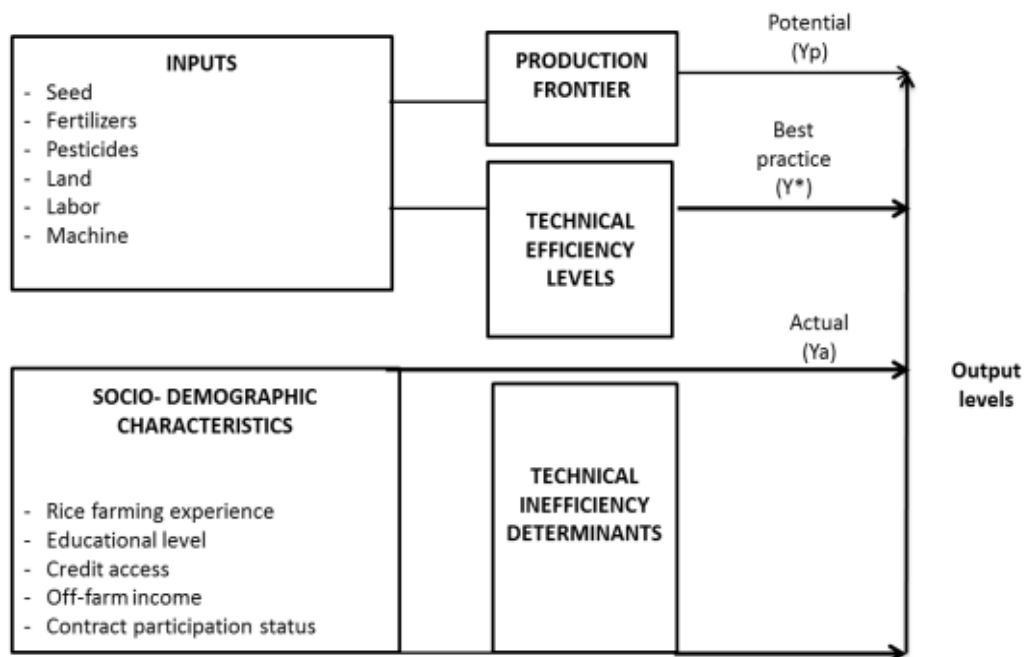 INPUTS
- Seed
- Fertilizers
- Pesticides
- Land
- Labor
- Machine
PRODUCTION
FRONTIER
Potential
(Yp)
TECHNICAL
EFFICIENCY
LEVELS
Best
practice
(Y*)
Actual
(Ya)
Output
levels
SOCIO- DEMOGRAPHIC
CHARACTERISTICS
- Rice farming experience
- Educational level
- Credit access
- Off-farm income
- Contract participation status
TECHNICAL
INEFFICIENCY
DETERMINANTS